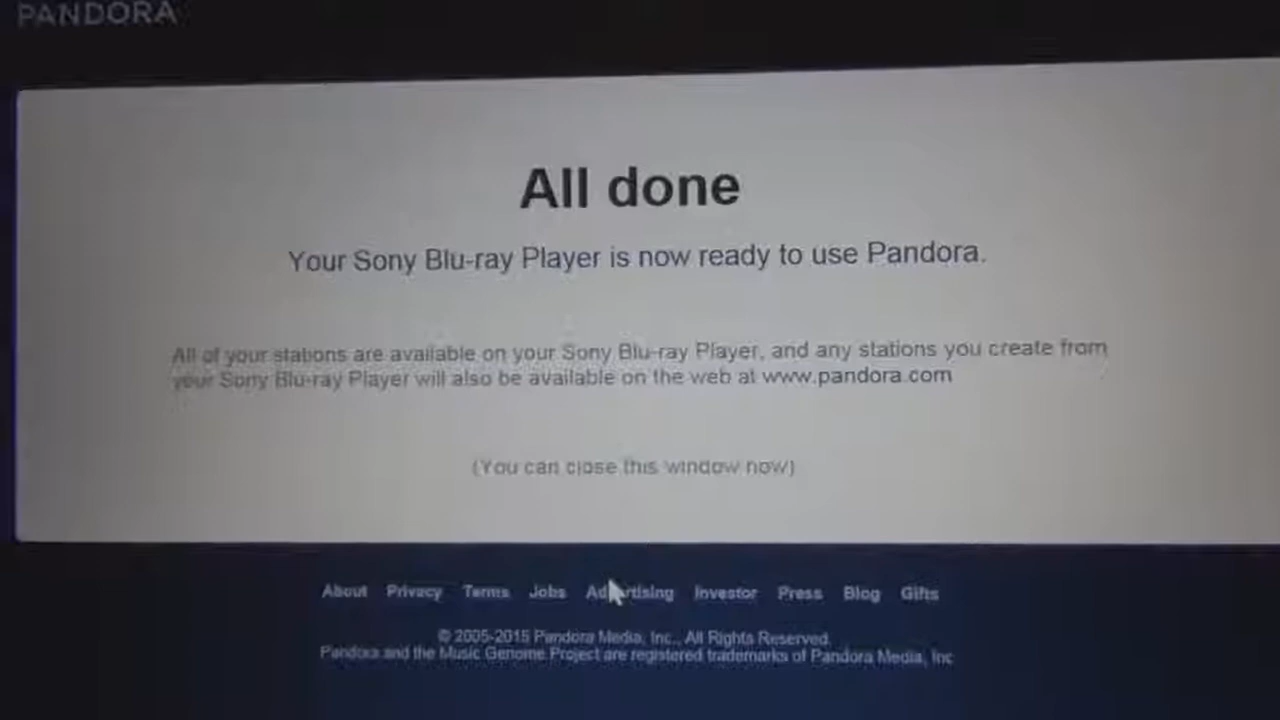 PANDORA
All done
Your Sony Blu-ray Player is now ready to use Pandora.
All of your stations are available on your Sony Blu-ray Player, and any stations you create from
your Sony Blu-ray Player will also be available on the web at www.pandora.com
(You can close this window now)
About Privacy Terms Jobs Advertising Investor Press Blog Gifts
© 2005-2015 Pandora Media, Inc., All Rights Reserved.
Pandora and the Music Genome Project are registered trademarks of Pandora Media, Inc